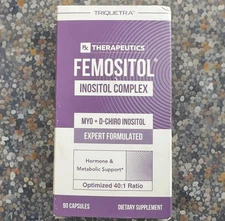 TRIQUETRA
Rx THERAPEUTICS
FEMOSITOL*
INOSITOL COMPLEX
MYO + D-CHIRO INOSITOL
EXPERT FORMULATED
Hormone &
Metabolic Support*
Optimized 40:1 Ratio
90 CAPSULES DIETARY SUPPLEMENT